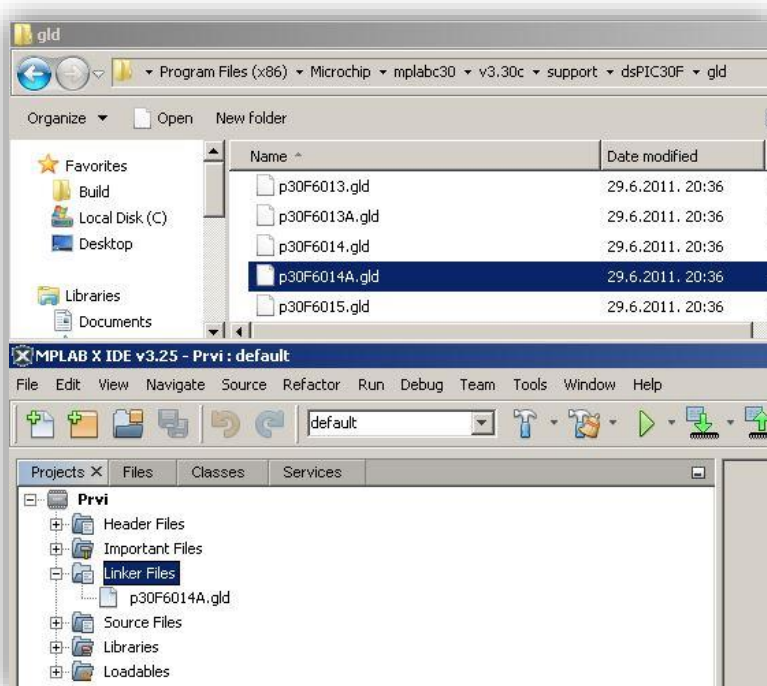 gld
Program Files (x86) Microchip mplabc30 v3.30c support dsPIC30F gld
Organize Open New folder
Favorites
Build
Local Disk (C)
Desktop
Libraries
Documents
Name Date modified
p30F6013.gld 29.6.2011. 20:36
p30F6013A.gld 29.6.2011. 20:36
p30F6014.gld 29.6.2011. 20:36
p30F6014A.gld 29.6.2011. 20:36
p30F6015.gld 29.6.2011. 20:36
MPLAB X IDE v3.25 - Prvi : default
File Edit View Navigate Source Refactor Run Debug Team Tools Window Help
default
Projects X Files Classes Services
Prvi
Header Files
Important Files
Linker Files
p30F6014A.gld
Source Files
Libraries
Loadables